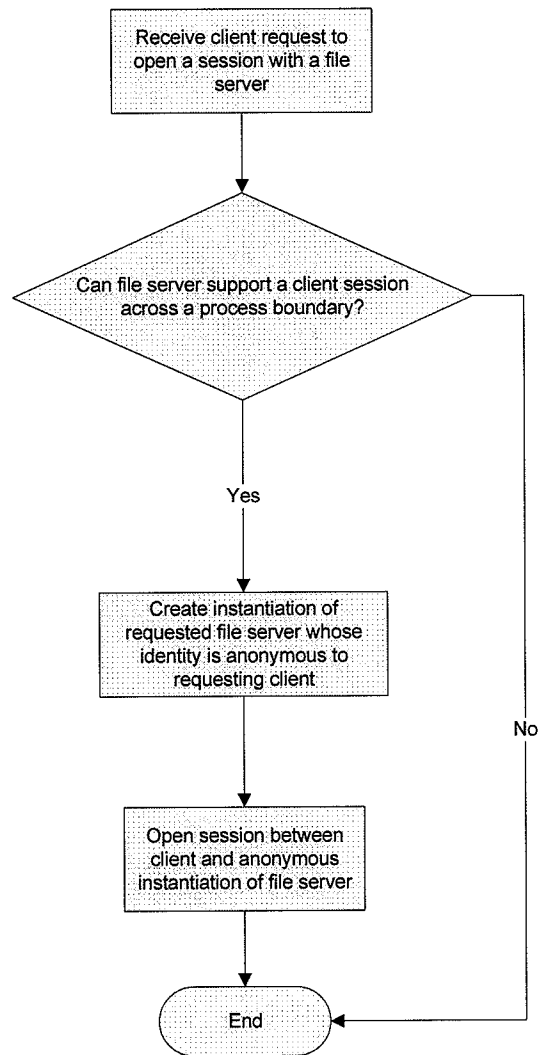 Receive client request to
open a session with a file
server
Can file server support a client session
across a process boundary?
Yes
Create instantiation of
requested file server whose
identity is anonymous to
requesting client
No
Open session between
client and anonymous
instantiation of file server
End